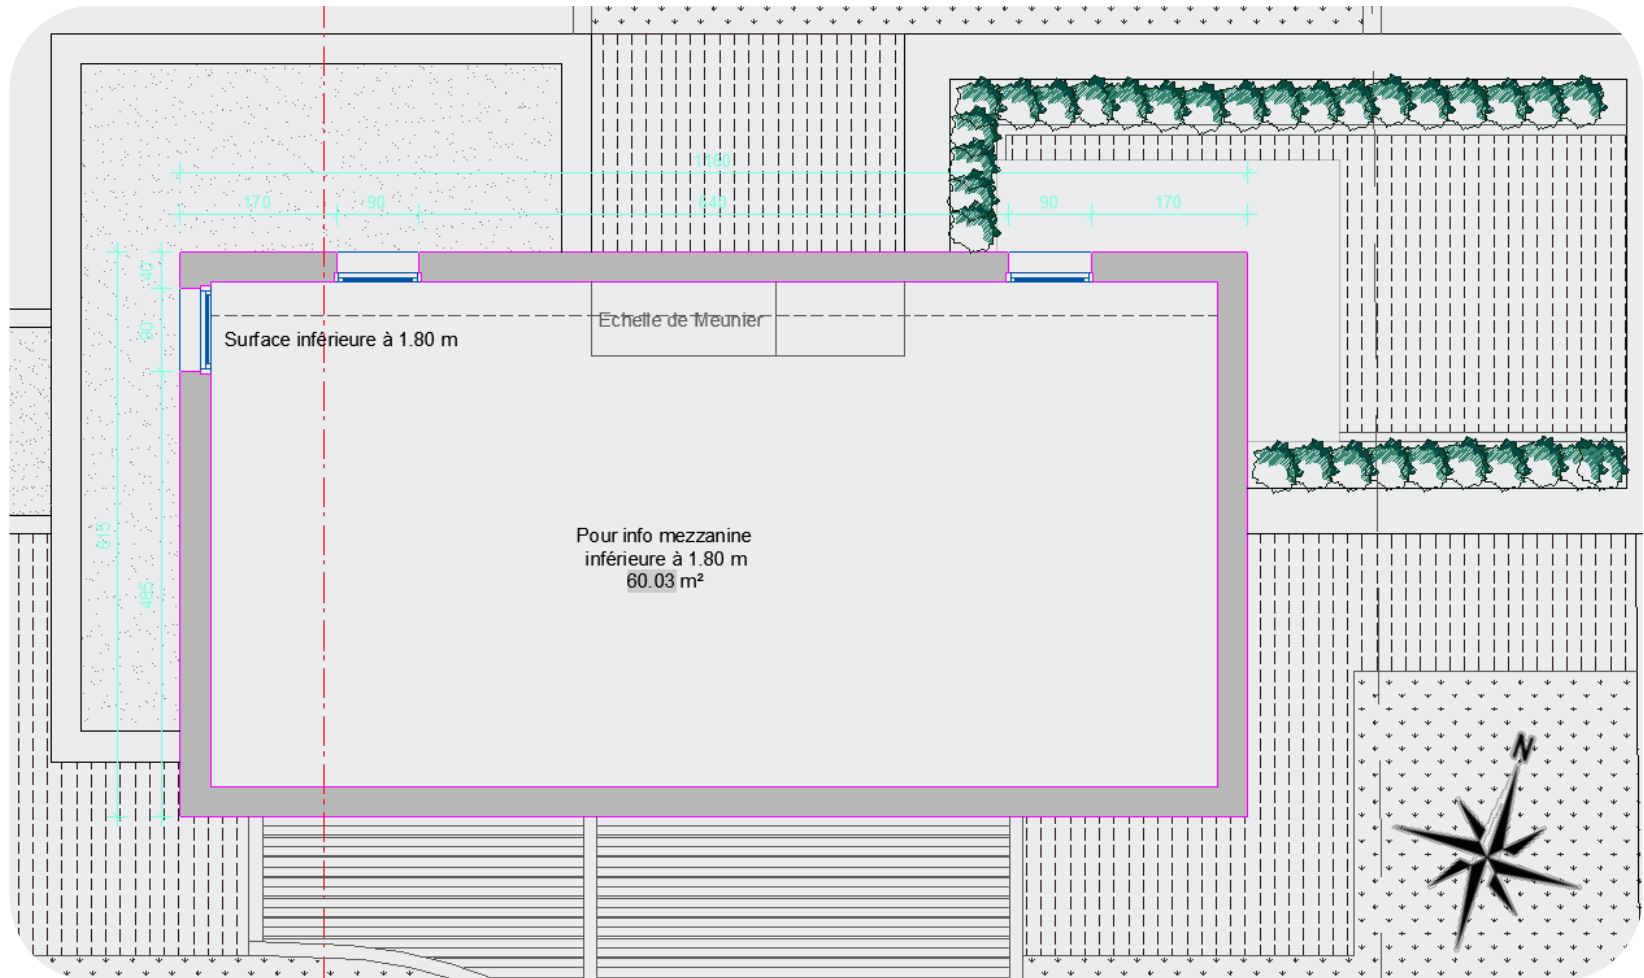 1160
170
90
640
90
170
40
90
615
485
Echelle de Meunier
Surface inférieure à 1.80 m
Pour info mezzanine
inférieure à 1.80 m
60.03 m²
N